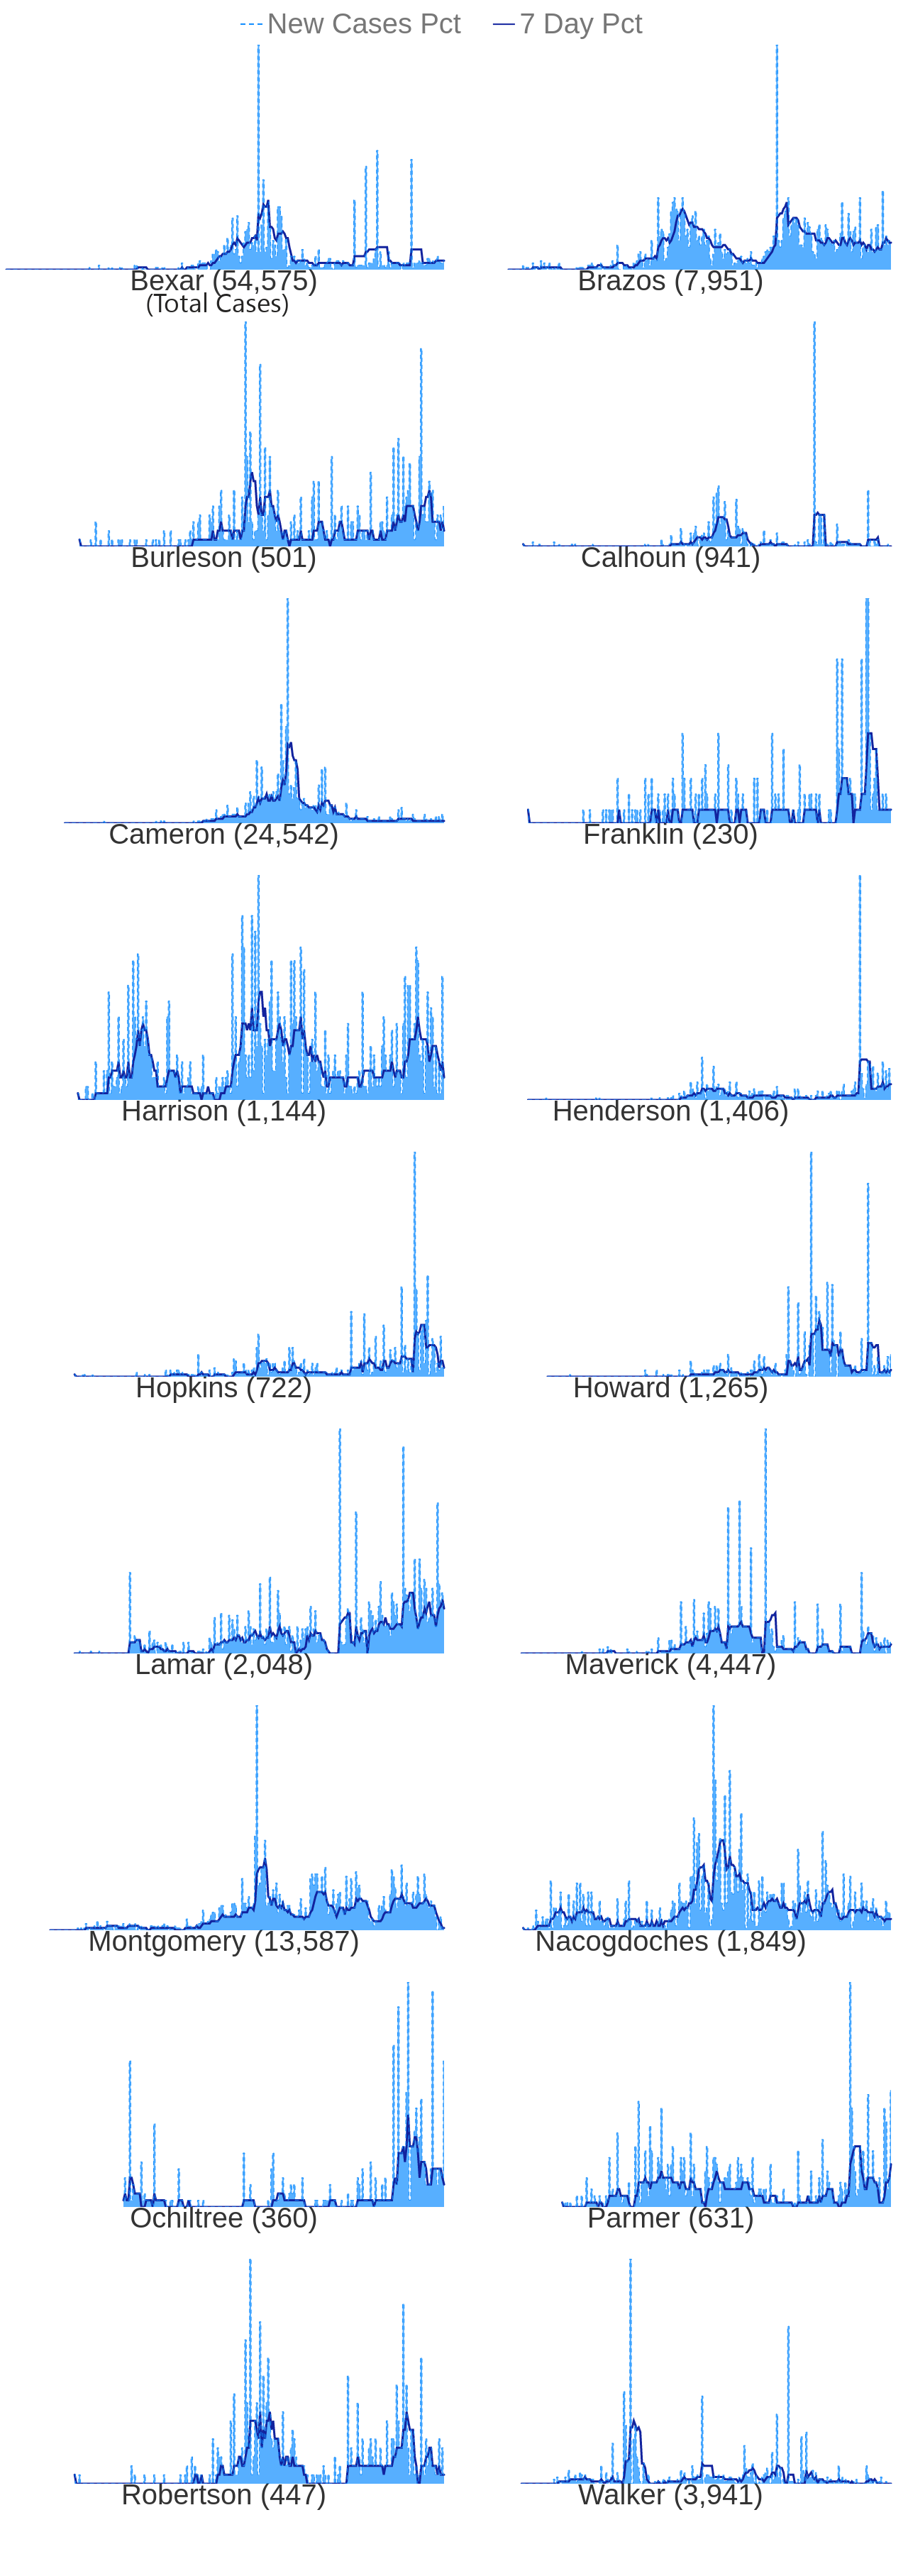 New Cases Pct 7 Day Pct
Bexar (54,575) Brazos (7,951)
(Total Cases)
Burleson (501) Calhoun (941)
Cameron (24,542) Franklin (230)
Harrison (1,144) Henderson (1,406)
Hopkins (722) Howard (1,265)
Lamar (2,048) Maverick (4,447)
Montgomery (13,587) Nacogdoches (1,849)
Ochiltree (360) Parmer (631)
Robertson (447) Walker (3,941)